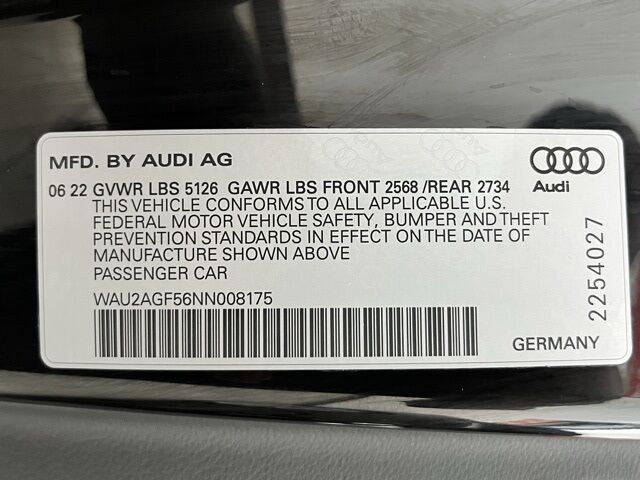 MFD. BY AUDI AG
Audi
06 22 GVWR LBS 5126 GAWR LBS FRONT 2568 /REAR 2734
THIS VEHICLE CONFORMS TO ALL APPLICABLE U.S.
FEDERAL MOTOR VEHICLE SAFETY, BUMPER AND THEFT
PREVENTION STANDARDS IN EFFECT ON THE DATE OF
MANUFACTURE SHOWN ABOVE
PASSENGER CAR
WAU2AGF56NN008175
2254027
GERMANY